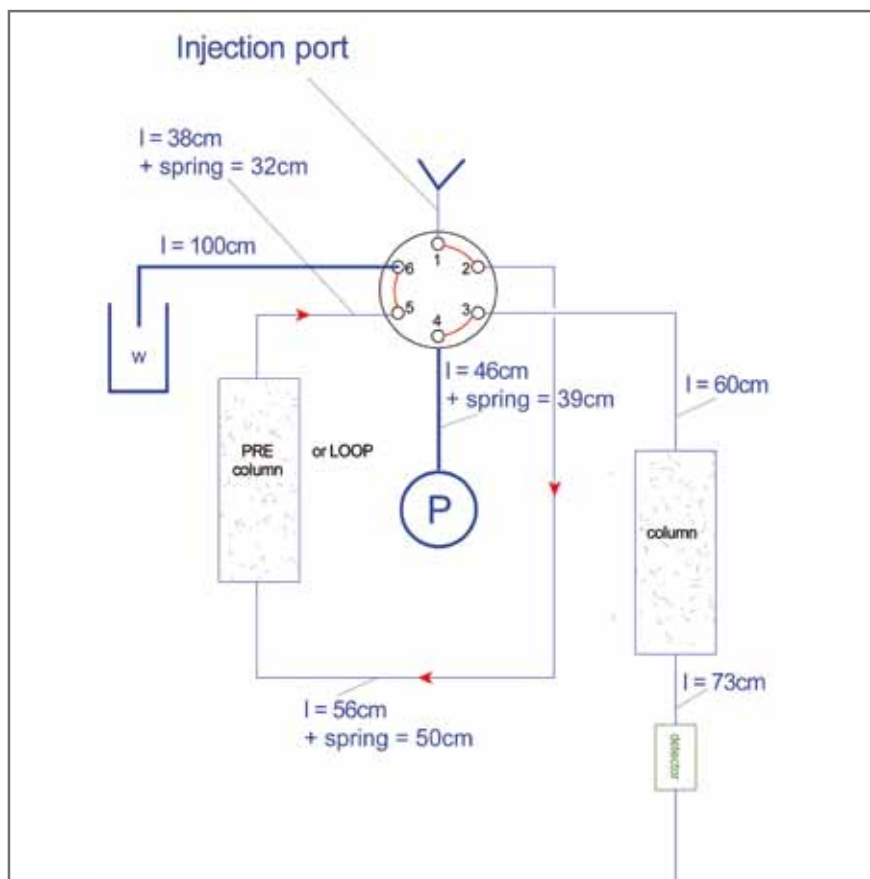 Injection port
l = 38cm
+ spring = 32cm
l = 100cm
1
6
2
5
3
4
W
l = 46cm
+ spring = 39cm
l = 60cm
PRE
column
or LOOP
P
column
l = 56cm
+ spring = 50cm
l = 73cm
detector